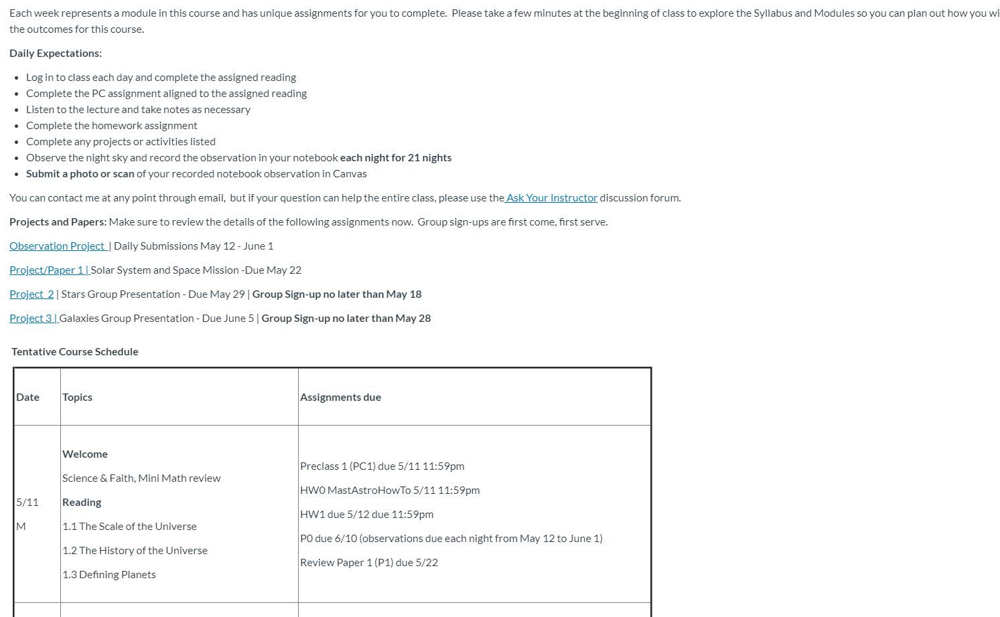 Each week represents a module in this course and has unique assignments for you to complete.  Please take a few minutes at the beginning of class to explore the Syllabus and Modules so you can plan out how you wi
the outcomes for this course.
Daily Expectations:
• Log in to class each day and complete the assigned reading
• Complete the PC assignment aligned to the assigned reading
• Listen to the lecture and take notes as necessary
• Complete the homework assignment
• Complete any projects or activities listed
• Observe the night sky and record the observation in your notebook each night for 21 nights
• Submit a photo or scan of your recorded notebook observation in Canvas
You can contact me at any point through email,  but if your question can help the entire class, please use the Ask Your Instructor discussion forum.
Projects and Papers: Make sure to review the details of the following assignments now.  Group sign-ups are first come, first serve.
Observation Project | Daily Submissions May 12 - June 1
Project/Paper 1 | Solar System and Space Mission -Due May 22
Project  2 | Stars Group Presentation - Due May 29 | Group Sign-up no later than May 18
Project 3 | Galaxies Group Presentation - Due June 5 | Group Sign-up no later than May 28
Tentative Course Schedule
Date
Topics
Assignments due
5/11
M
Welcome
Science & Faith, Mini Math review
Reading
1.1 The Scale of the Universe
1.2 The History of the Universe
1.3 Defining Planets
Preclass 1 (PC1) due 5/11 11:59pm
HW0 MastAstroHowTo 5/11 11:59pm
HW1 due 5/12 due 11:59pm
P0 due 6/10 (observations due each night from May 12 to June 1)
Review Paper 1 (P1) due 5/22